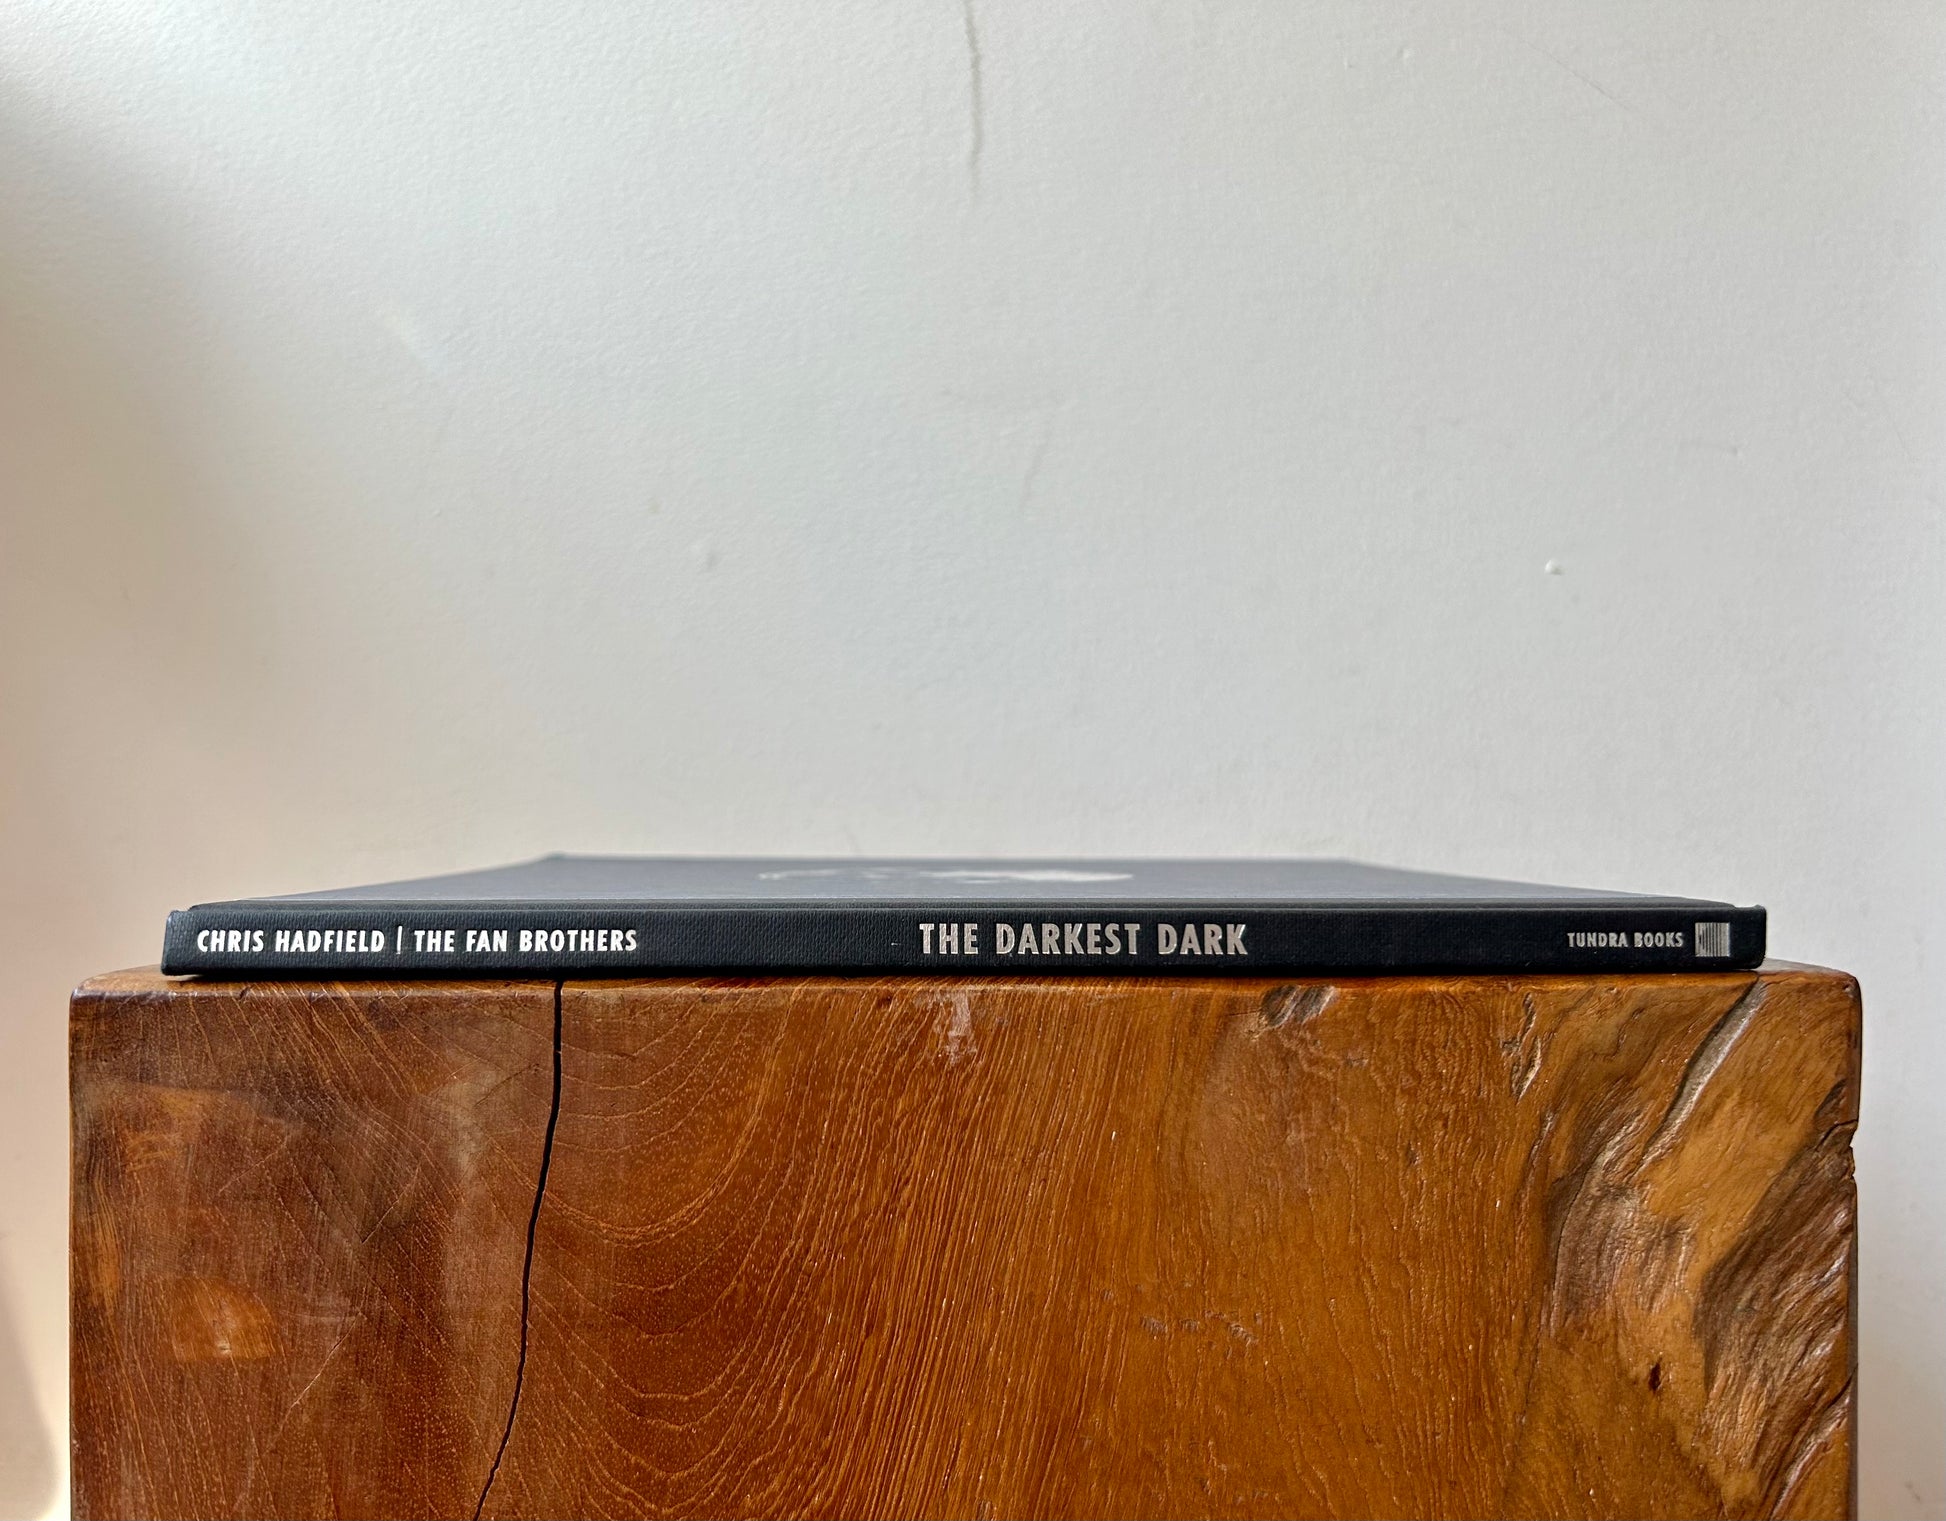 CHRIS HADFIELD | THE FAN BROTHERS THE DARKEST DARK TUNDRA BOOKS